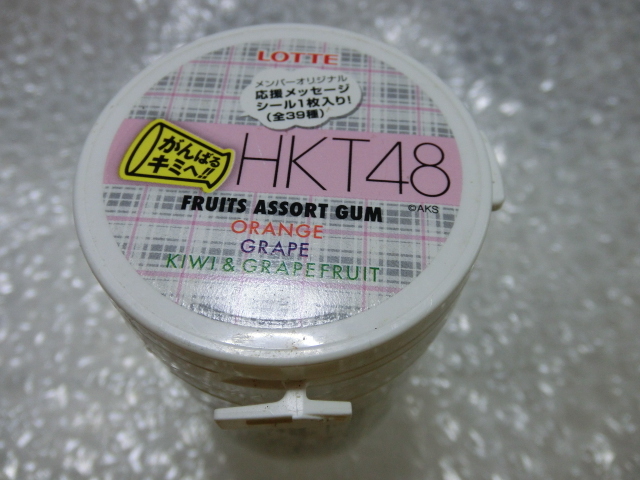 LOTTE
メンバーオリジナル
応援メッセージ
シール1枚入り!
(全39種)
がんばる
キミへ!!
HKT48
©AKS
FRUITS ASSORT GUM
ORANGE
GRAPE
KIWI & GRAPEFRUIT